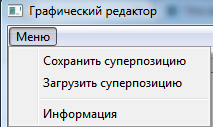 Графический редактор
Меню
Сохранить суперпозицию
Загрузить суперпозицию
Информация